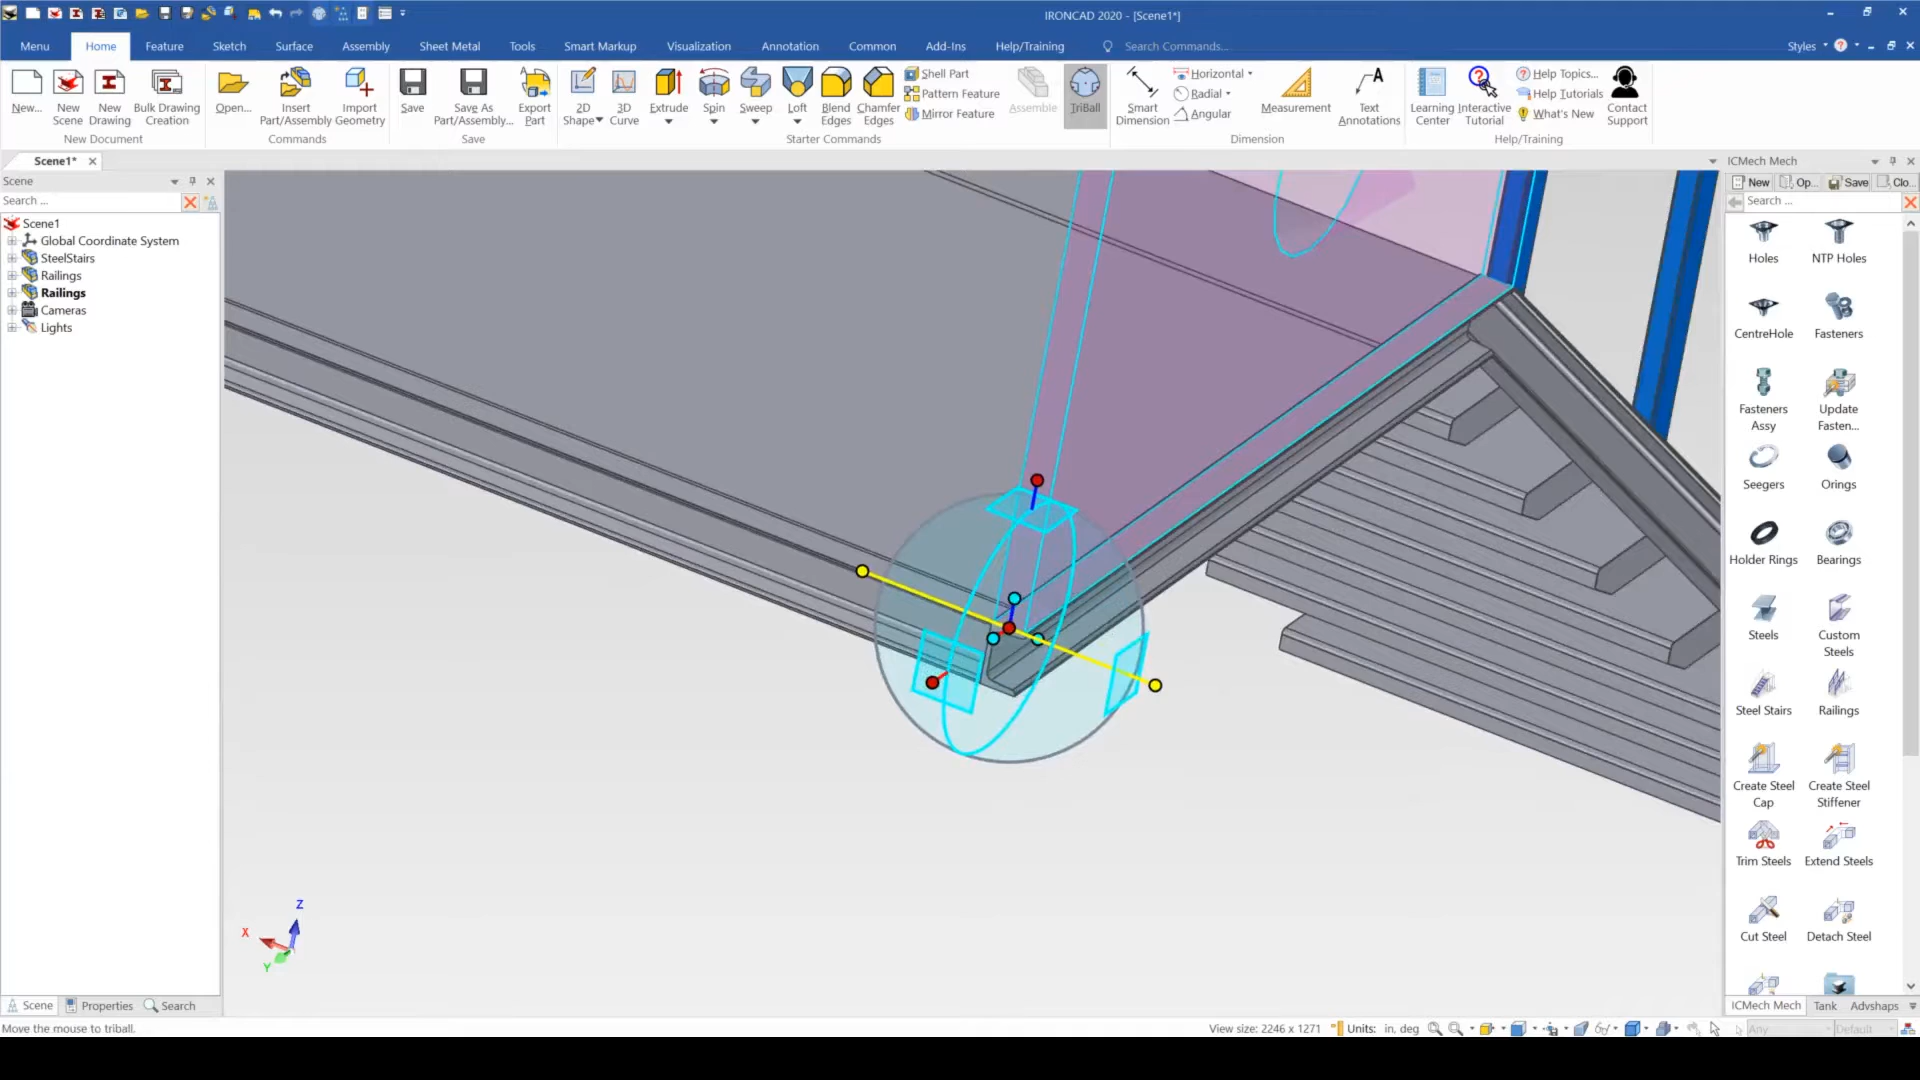 IRONCAD 2020 - [Scene1*]
Menu Home Feature Sketch Surface Assembly Sheet Metal Tools Smart Markup Visualization Annotation Common Add-Ins Help/Training Search Commands... Styles
New... New Scene New Drawing Bulk Drawing Creation
New Document
Open... Insert Part/Assembly Import Geometry
Commands
Save Save As Part/Assembly... Export Part
Save
2D Shape 3D Curve Extrude Spin Sweep Loft Blend Edges Chamfer Edges
Shell Part
Pattern Feature
Mirror Feature
Assemble TriBall
Starter Commands
Smart Dimension
Horizontal
Radial
Angular
Measurement
A
Text Annotations
Dimension
Learning Center Interactive Tutorial
Help Topics...
Help Tutorials
What's New
Contact Support
Help/Training
Scene1*
Scene
Search ...
Scene1
Global Coordinate System
SteelStairs
Railings
Railings
Cameras
Lights
Z
X
Y
Scene Properties Search
Move the mouse to triball.
ICMech Mech
New Op... Save Clo...
Search ...
Holes NTP Holes
CentreHole Fasteners
Fasteners Assy Update Fasten...
Seegers Orings
Holder Rings Bearings
Steels Custom Steels
Steel Stairs Railings
Create Steel Cap Create Steel Stiffener
Trim Steels Extend Steels
Cut Steel Detach Steel
ICMech Mech Tank Advshaps
View size: 2246 x 1271 Units: in, deg Any Default